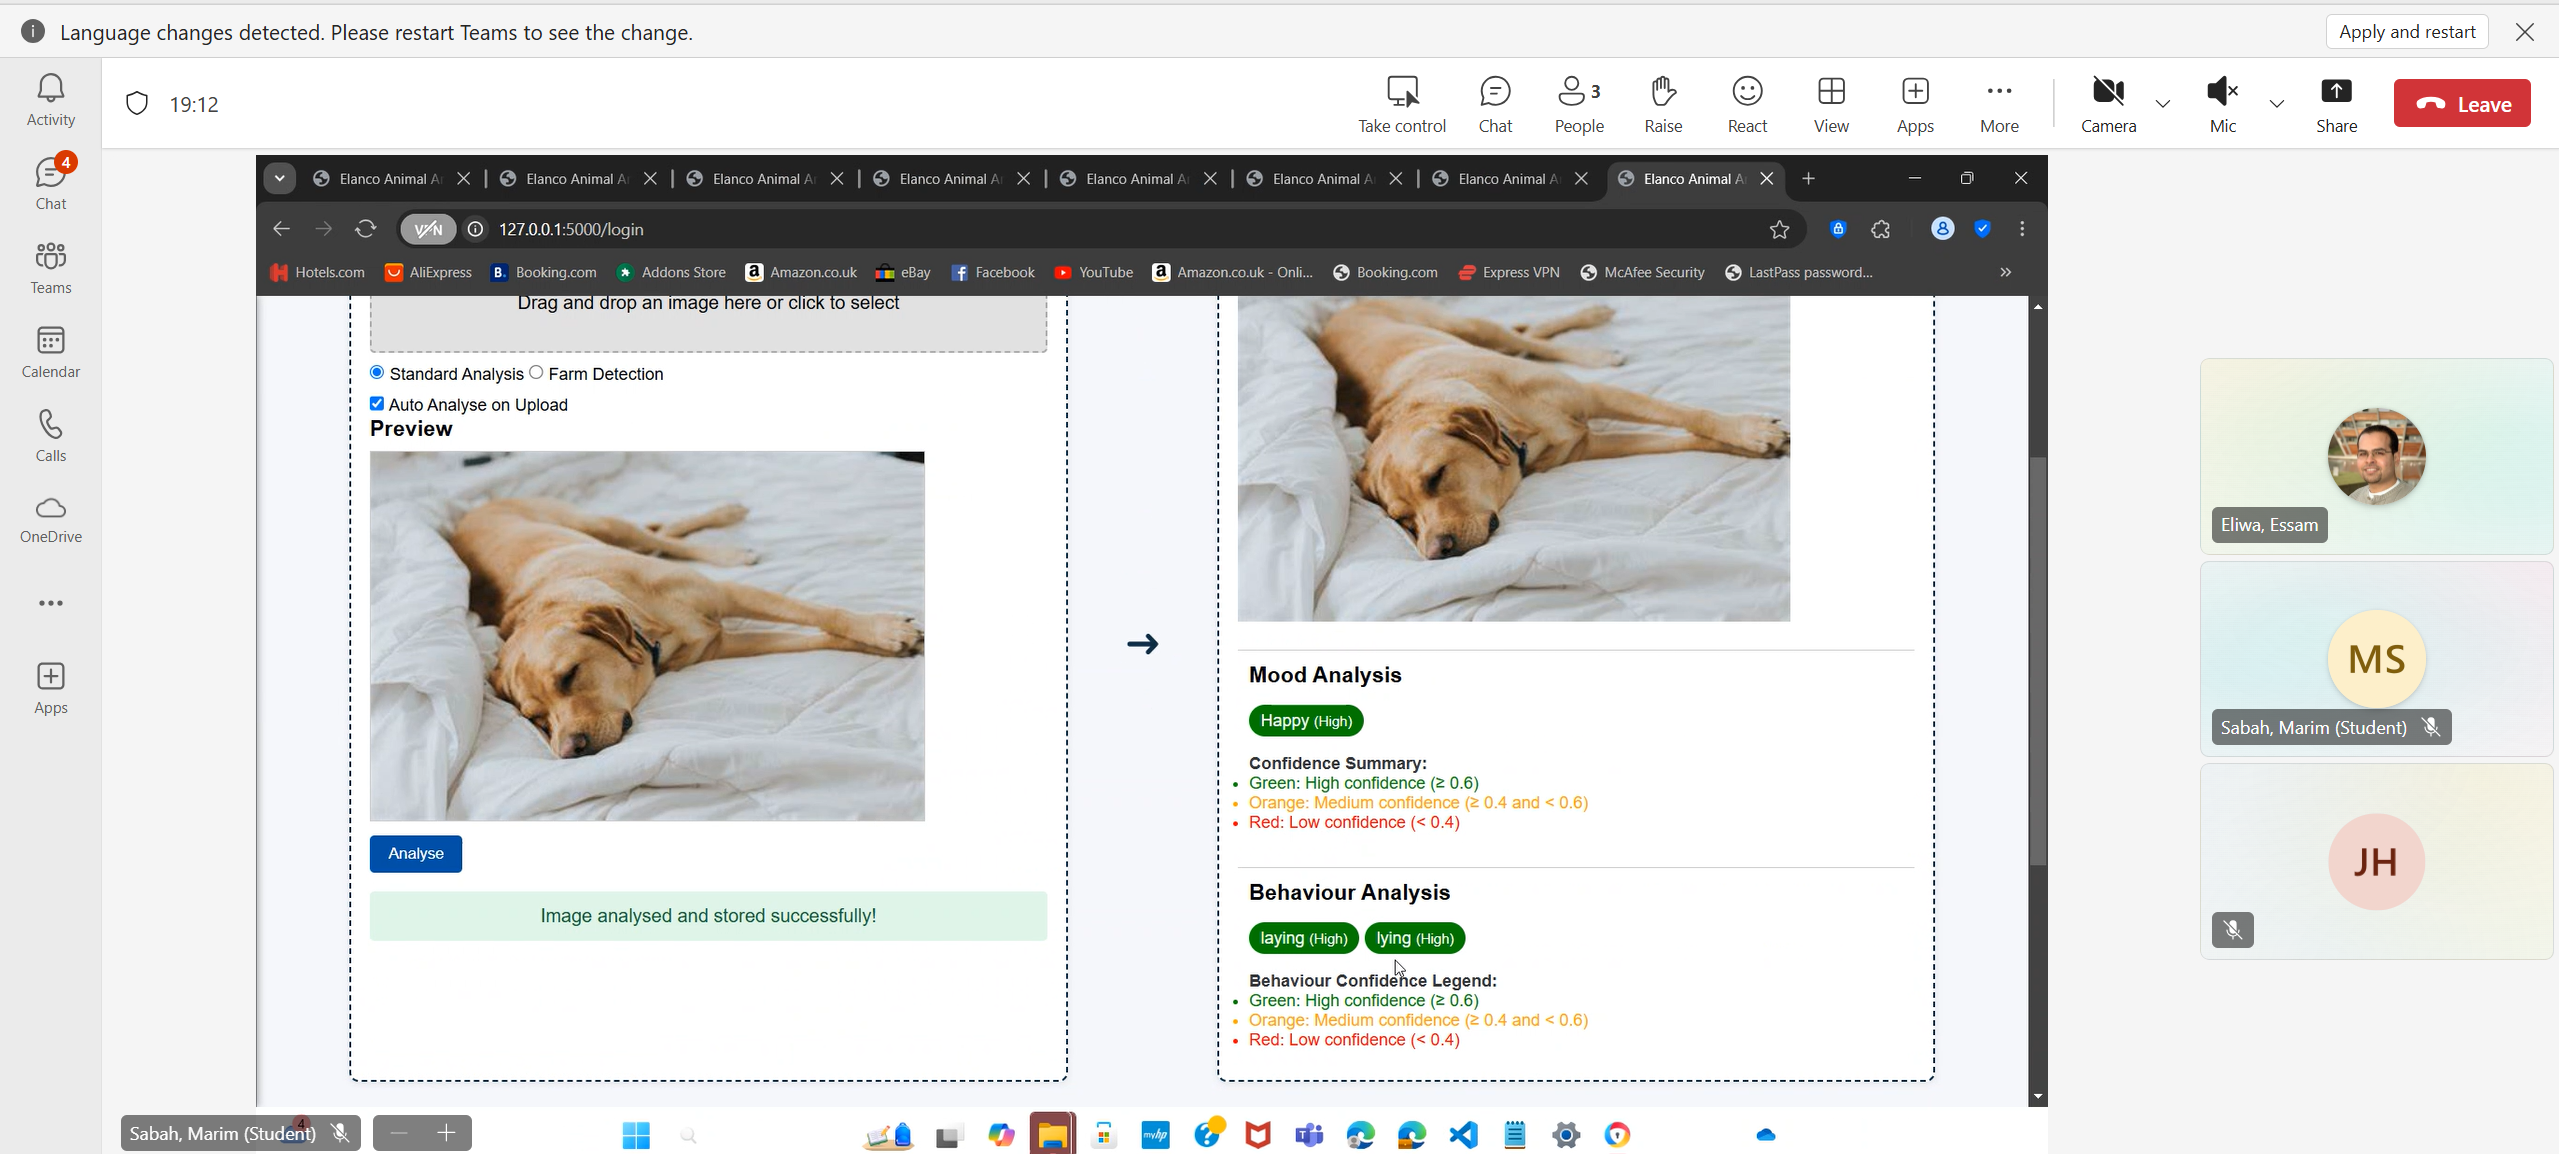 Language changes detected. Please restart Teams to see the change.
Apply and restart
Activity
19:12
Take control
Chat
People
3
Raise
React
View
Apps
More
Camera
Mic
Share
Leave
4
Chat
Teams
Calendar
Calls
OneDrive
Apps
Elanco Animal
Elanco Animal
Elanco Animal
Elanco Animal
Elanco Animal
Elanco Animal
Elanco Animal
Elanco Animal
VPN
127.0.0.1:5000/login
Hotels.com
AliExpress
Booking.com
Addons Store
Amazon.co.uk
eBay
Facebook
YouTube
Amazon.co.uk - Onli...
Booking.com
Express VPN
McAfee Security
LastPass password...
Drag and drop an image here or click to select
Standard Analysis
Farm Detection
Auto Analyse on Upload
Preview
Analyse
Image analysed and stored successfully!
Mood Analysis
Happy (High)
Confidence Summary:
Green: High confidence (≥ 0.6)
Orange: Medium confidence (≥ 0.4 and < 0.6)
Red: Low confidence (< 0.4)
Behaviour Analysis
laying (High)
lying (High)
Behaviour Confidence Legend:
Green: High confidence (≥ 0.6)
Orange: Medium confidence (≥ 0.4 and < 0.6)
Red: Low confidence (< 0.4)
Eliwa, Essam
MS
Sabah, Marim (Student)
JH
Sabah, Marim (Student)
4
myhp